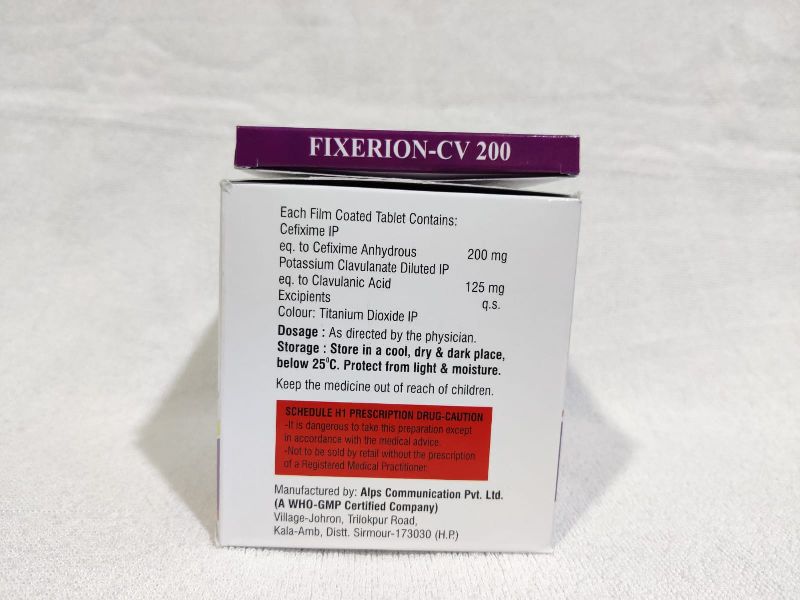 FIXERION-CV 200
Each Film Coated Tablet Contains:
Cefixime IP
eq. to Cefixime Anhydrous 200 mg
Potassium Clavulanate Diluted IP
eq. to Clavulanic Acid 125 mg
Excipients q.s.
Colour: Titanium Dioxide IP
Dosage : As directed by the physician.
Storage : Store in a cool, dry & dark place,
below 25⁰C. Protect from light & moisture.
Keep the medicine out of reach of children.
SCHEDULE H1 PRESCRIPTION DRUG-CAUTION
-It is dangerous to take this preparation except
in accordance with the medical advice.
-Not to be sold by retail without the prescription
of a Registered Medical Practitioner.
Manufactured by: Alps Communication Pvt. Ltd.
(A WHO-GMP Certified Company)
Village-Johron, Trilokpur Road,
Kala-Amb, Distt. Sirmour-173030 (H.P.)